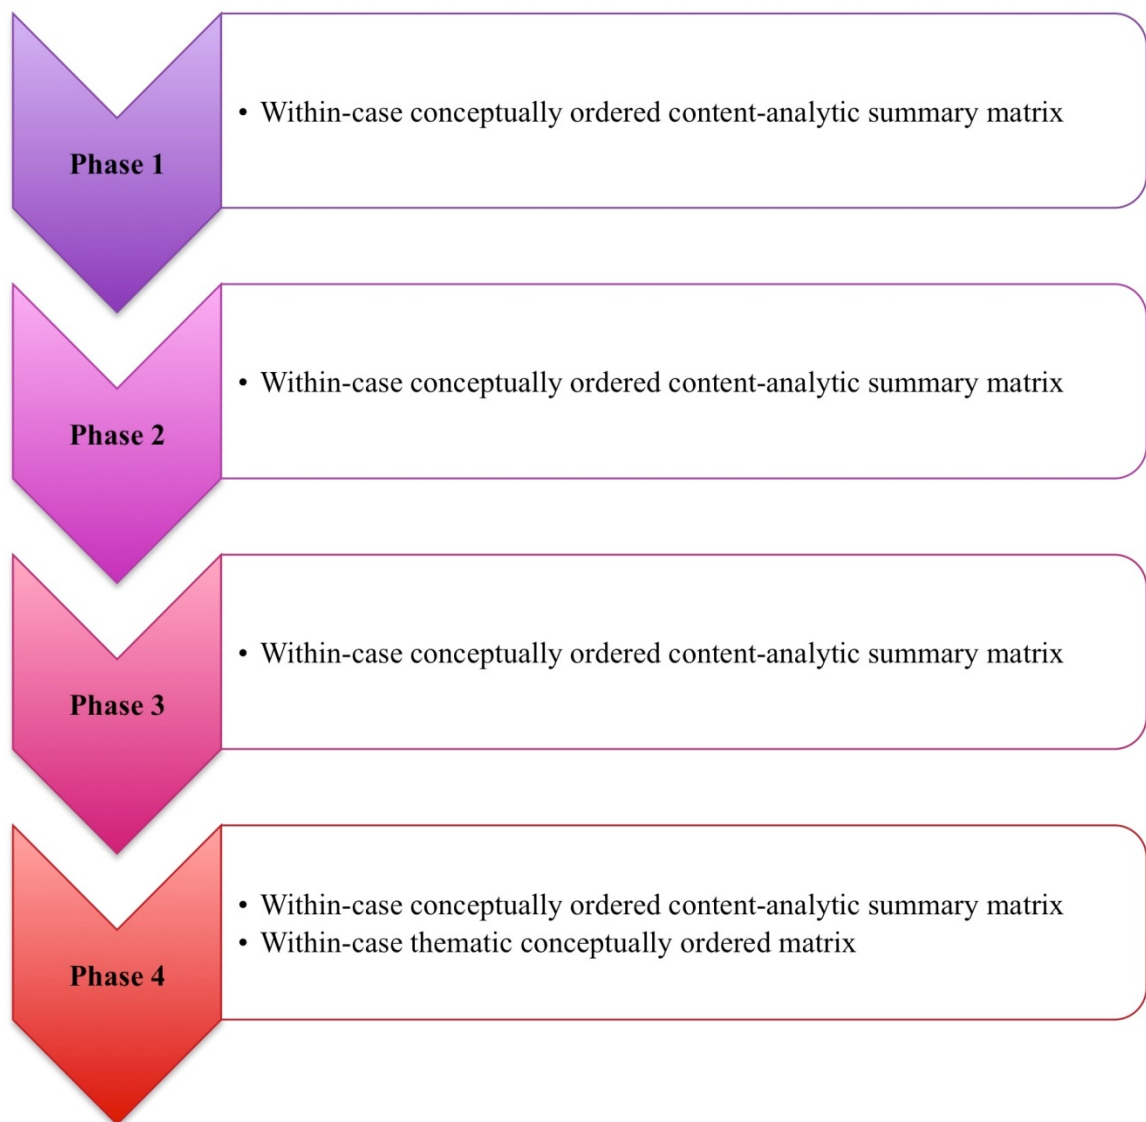 Phase 1
• Within-case conceptually ordered content-analytic summary matrix
Phase 2
• Within-case conceptually ordered content-analytic summary matrix
Phase 3
• Within-case conceptually ordered content-analytic summary matrix
Phase 4
• Within-case conceptually ordered content-analytic summary matrix
• Within-case thematic conceptually ordered matrix